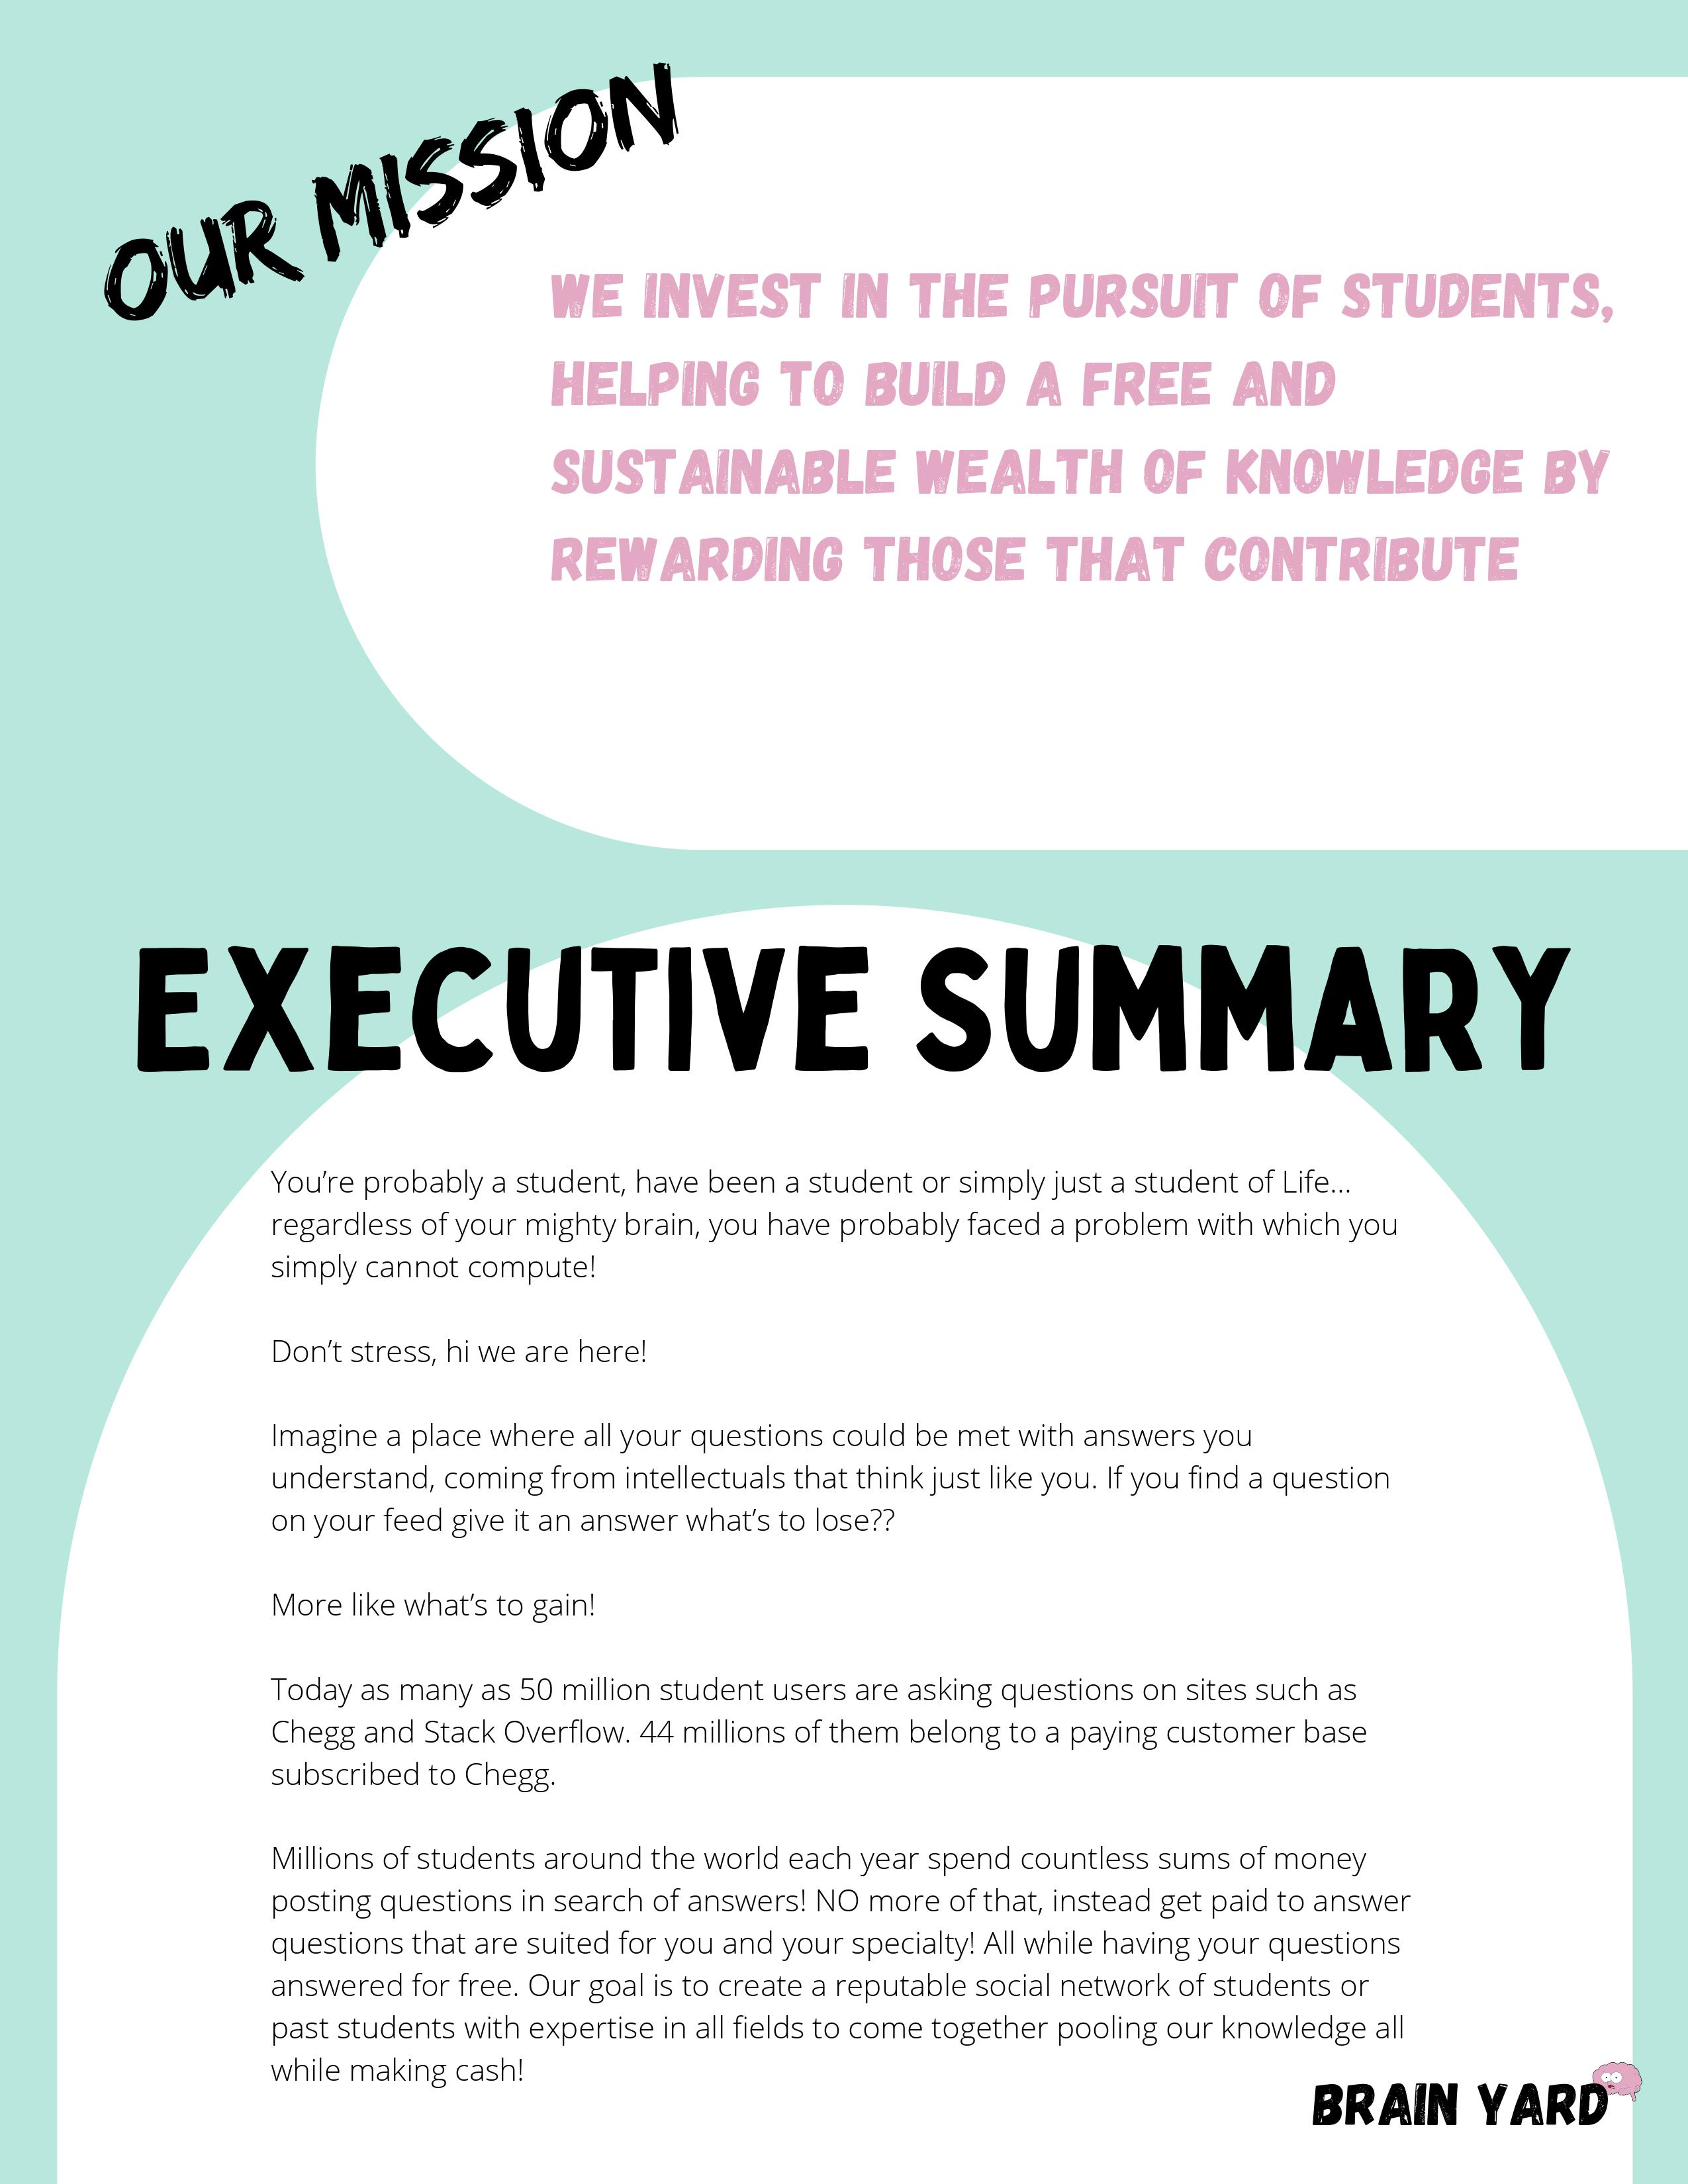 OUR MISSION
WE INVEST IN THE PURSUIT OF STUDENTS,
HELPING TO BUILD A FREE AND
SUSTAINABLE WEALTH OF KNOWLEDGE BY
REWARDING THOSE THAT CONTRIBUTE
EXECUTIVE SUMMARY
You’re probably a student, have been a student or simply just a student of Life...
regardless of your mighty brain, you have probably faced a problem with which you
simply cannot compute!
Don’t stress, hi we are here!
Imagine a place where all your questions could be met with answers you
understand, coming from intellectuals that think just like you. If you find a question
on your feed give it an answer what’s to lose??
More like what’s to gain!
Today as many as 50 million student users are asking questions on sites such as
Chegg and Stack Overflow. 44 millions of them belong to a paying customer base
subscribed to Chegg.
Millions of students around the world each year spend countless sums of money
posting questions in search of answers! NO more of that, instead get paid to answer
questions that are suited for you and your specialty! All while having your questions
answered for free. Our goal is to create a reputable social network of students or
past students with expertise in all fields to come together pooling our knowledge all
while making cash!
BRAIN YARD